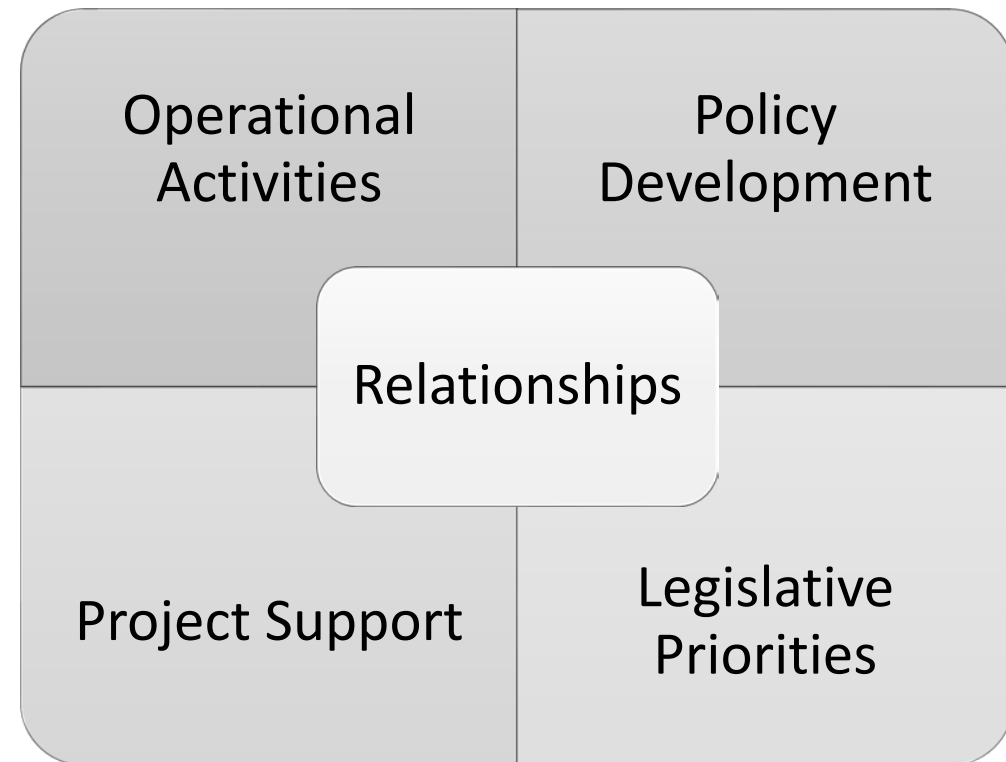 Operational
Activities
Policy
Development
Relationships
Project Support
Legislative
Priorities